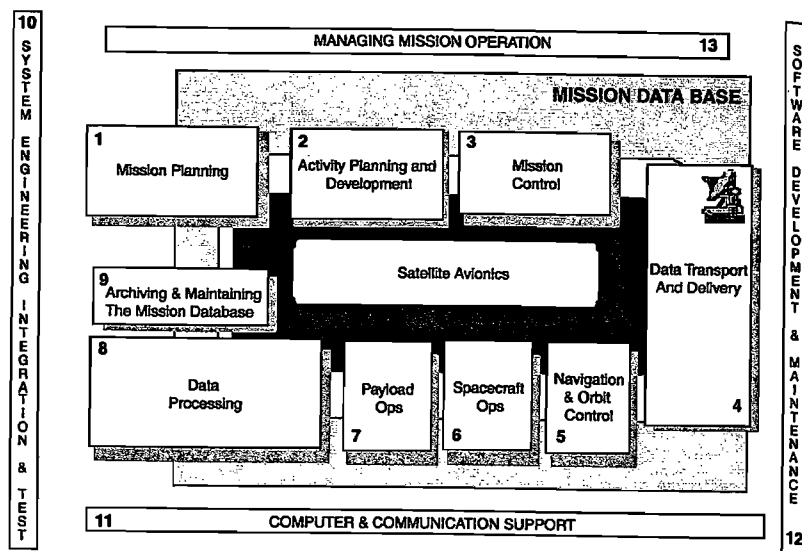 10
SYSTEM ENGINEERING INTEGRATION & TEST
MANAGING MISSION OPERATION 13
MISSION DATA BASE
1
Mission Planning
2
Activity Planning and
Development
3
Mission
Control
Satellite Avionics
Data Transport
And Delivery
4
9
Archiving & Maintaining
The Mission Database
8
Data
Processing
Payload
Ops
7
Spacecraft
Ops
6
Navigation
& Orbit
Control
5
11 COMPUTER & COMMUNICATION SUPPORT
SOFTWARE DEVELOPMENT & MAINTENANCE
12